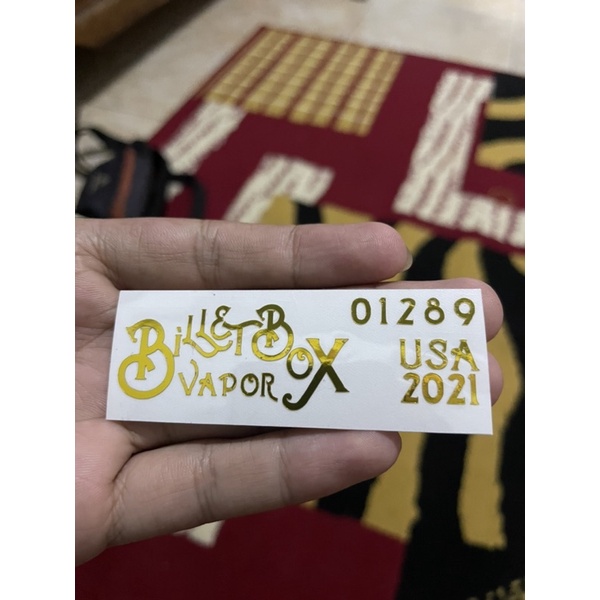 BilletBox
VAPOR
01289
USA
2021